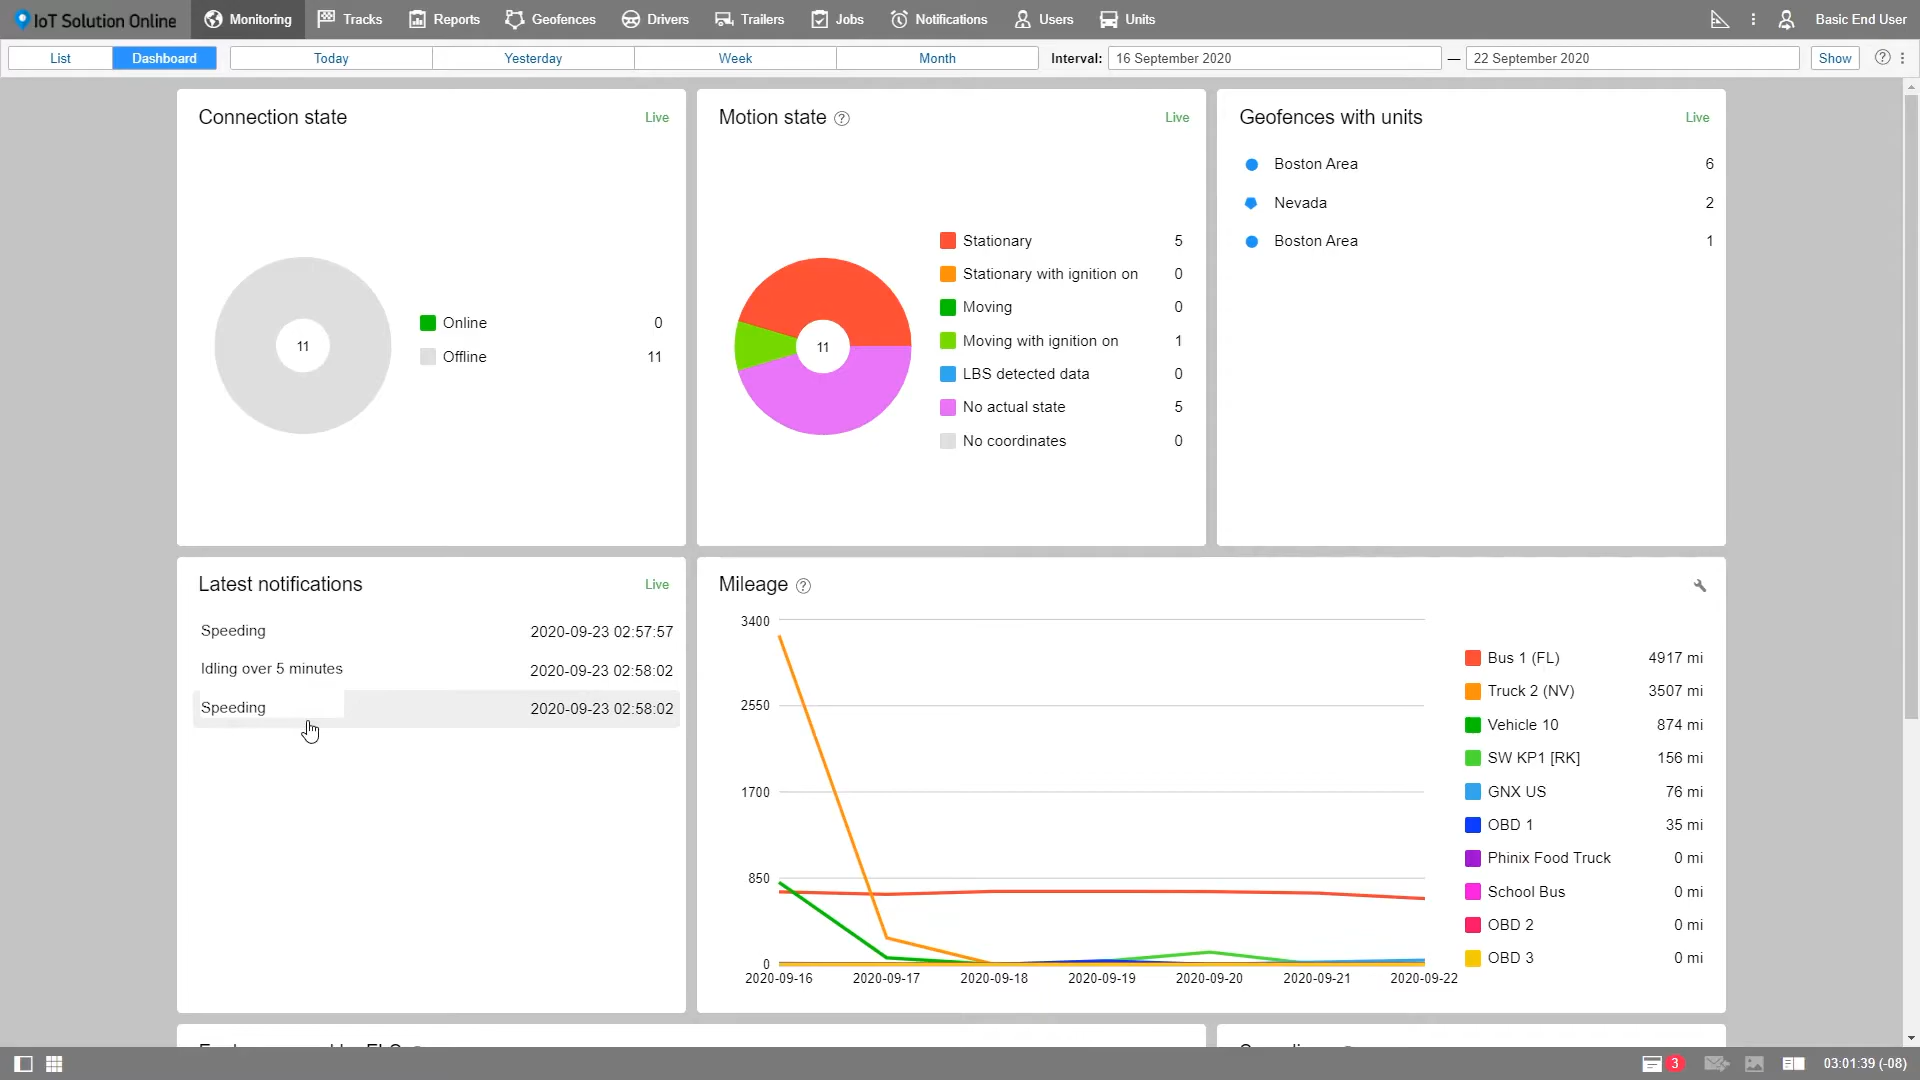 IoT Solution Online
Monitoring
Tracks
Reports
Geofences
Drivers
Trailers
Jobs
Notifications
Users
Units
Basic End User
List
Dashboard
Today
Yesterday
Week
Month
Interval:
16 September 2020
—
22 September 2020
Show
?
Connection state
Live
11
Online 0
Offline 11
Motion state ?
Live
11
Stationary 5
Stationary with ignition on 0
Moving 0
Moving with ignition on 1
LBS detected data 0
No actual state 5
No coordinates 0
Geofences with units
Live
Boston Area 6
Nevada 2
Boston Area 1
Latest notifications
Live
Speeding 2020-09-23 02:57:57
Idling over 5 minutes 2020-09-23 02:58:02
Speeding 2020-09-23 02:58:02
Mileage ?
3400
2550
1700
850
0
2020-09-16 2020-09-17 2020-09-18 2020-09-19 2020-09-20 2020-09-21 2020-09-22
Bus 1 (FL) 4917 mi
Truck 2 (NV) 3507 mi
Vehicle 10 874 mi
SW KP1 [RK] 156 mi
GNX US 76 mi
OBD 1 35 mi
Phinix Food Truck 0 mi
School Bus 0 mi
OBD 2 0 mi
OBD 3 0 mi
3
03:01:39 (-08)